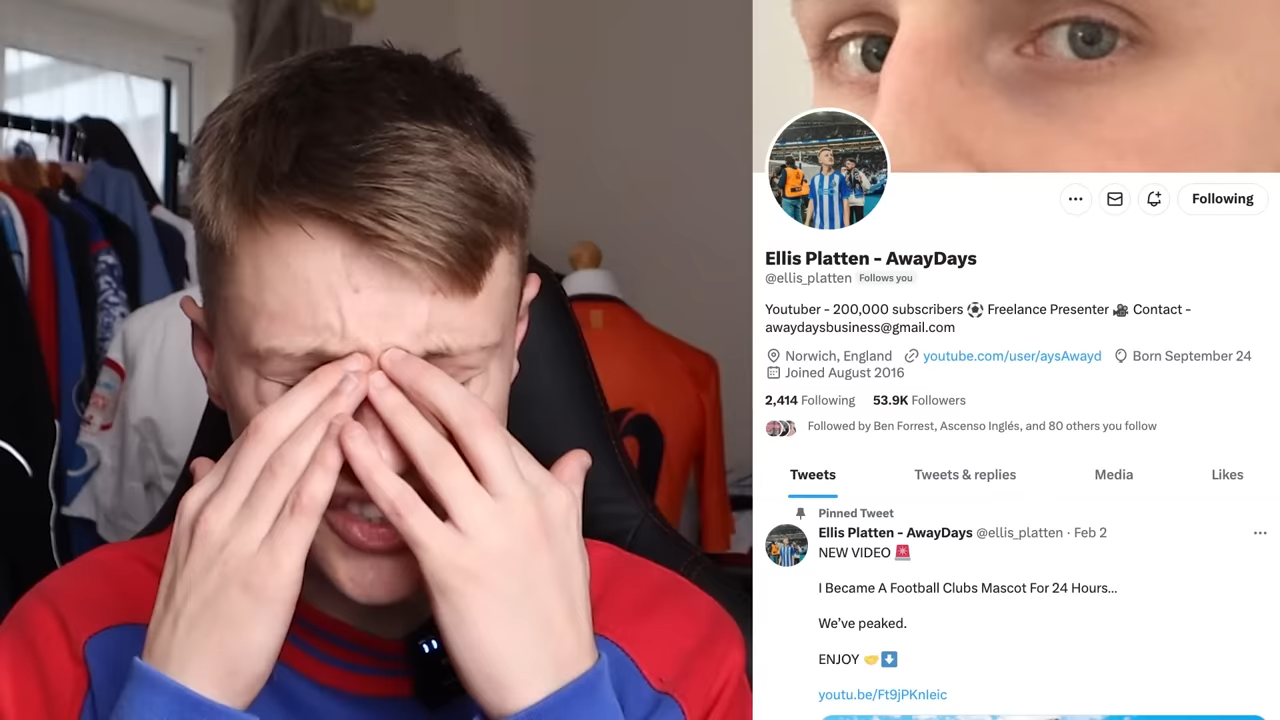 Following
Ellis Platten - AwayDays
@ellis_platten Follows you
Youtuber - 200,000 subscribers ⚽ Freelance Presenter 🎥 Contact -
awaydaysbusiness@gmail.com
Norwich, England youtube.com/user/aysAwayd Born September 24
Joined August 2016
2,414 Following 53.9K Followers
Followed by Ben Forrest, Ascenso Inglés, and 80 others you follow
Tweets Tweets & replies Media Likes
Pinned Tweet
Ellis Platten - AwayDays @ellis_platten · Feb 2
NEW VIDEO 🚨
I Became A Football Clubs Mascot For 24 Hours...
We've peaked.
ENJOY 🤝⬇️
youtu.be/Ft9jPKnIeic